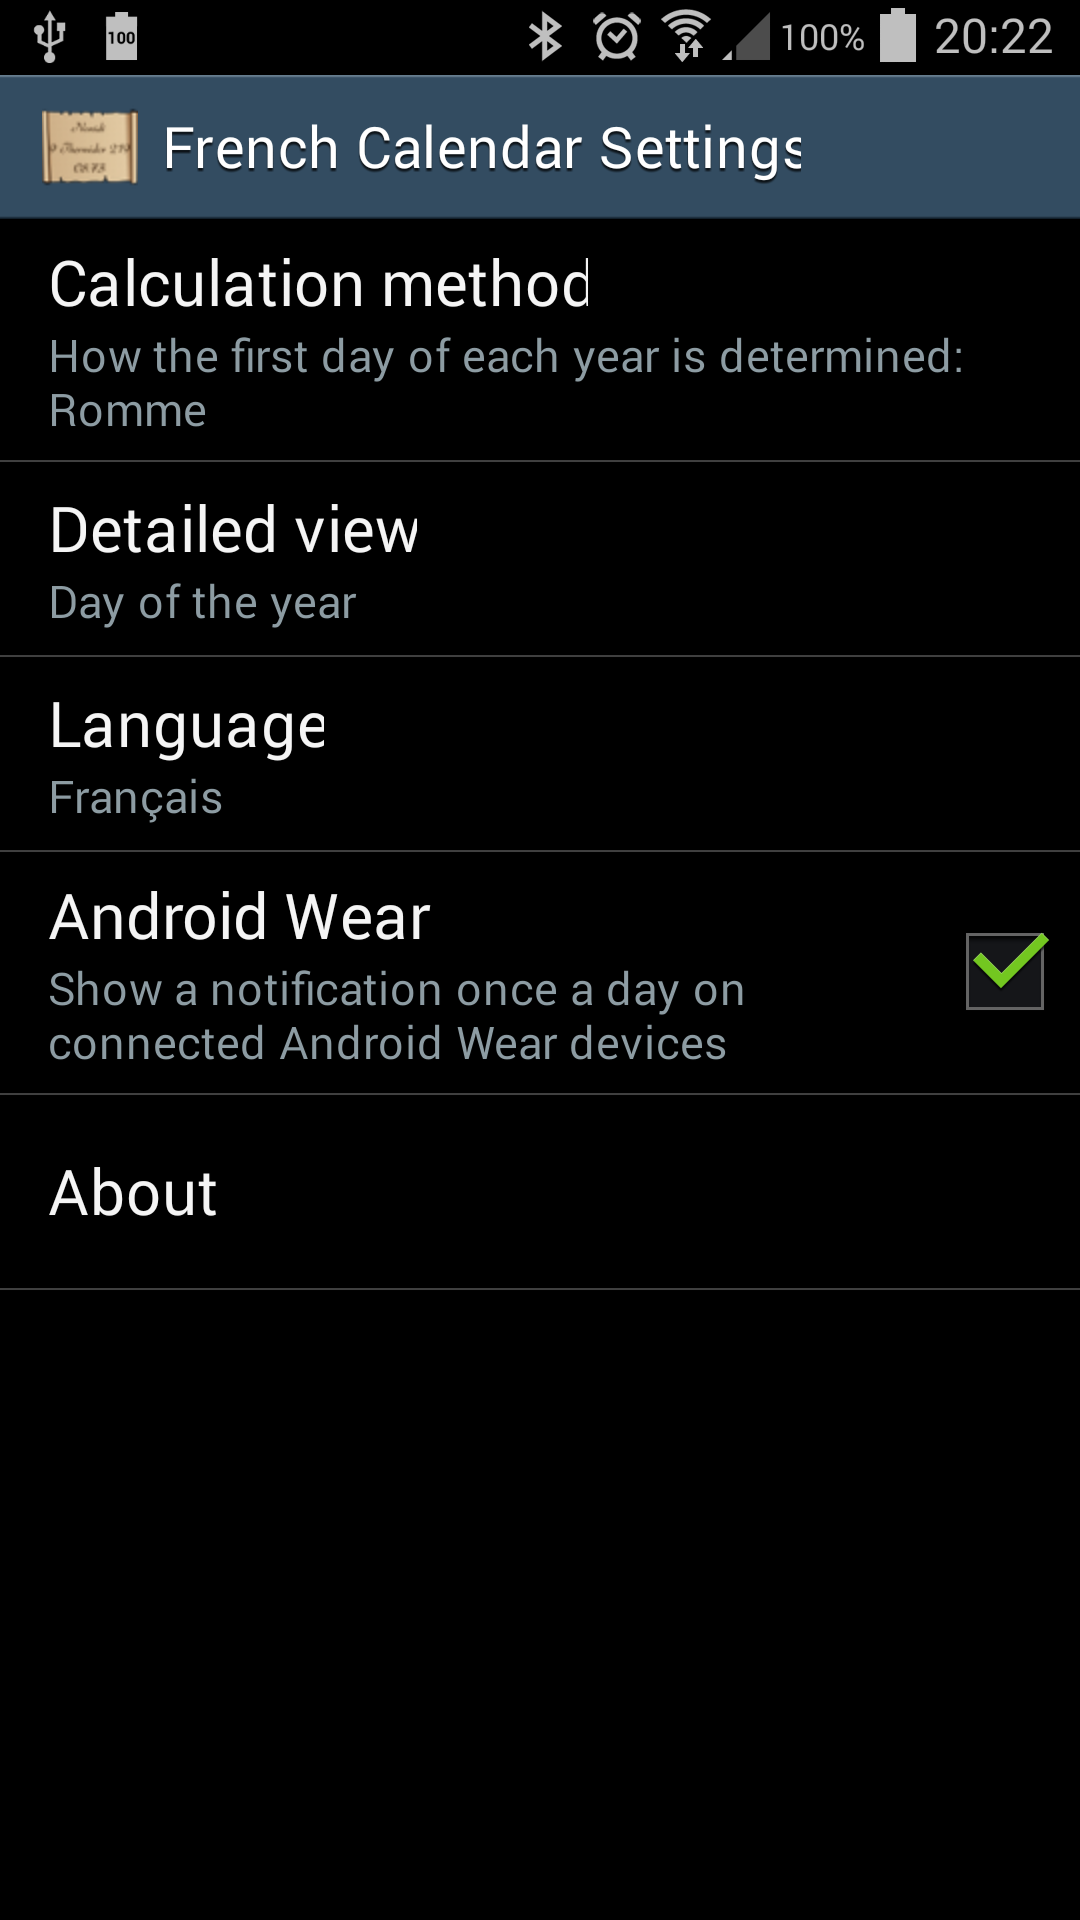 100 100% 20:22
French Calendar Settings
Calculation method
How the first day of each year is determined:
Romme
Detailed view
Day of the year
Language
Français
Android Wear
Show a notification once a day on
connected Android Wear devices
About